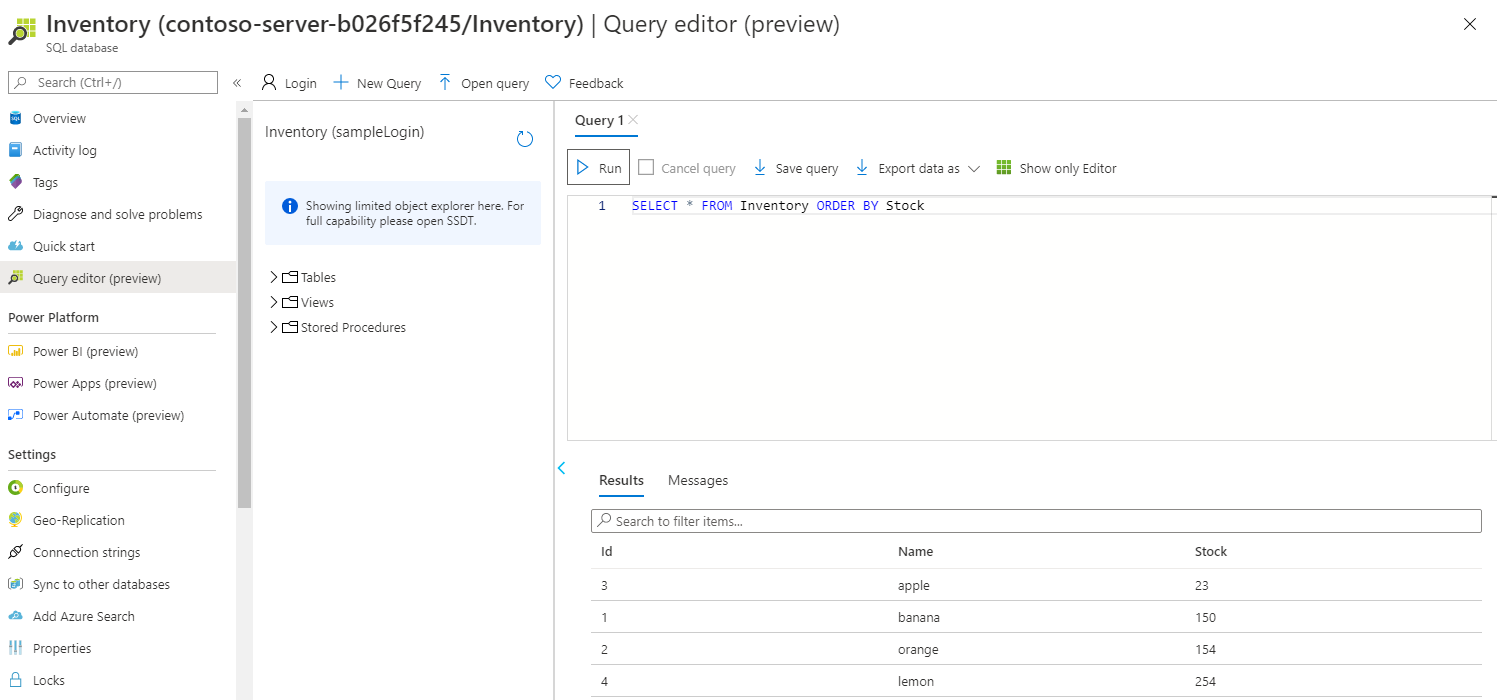 Inventory (contoso-server-b026f5f245/Inventory) | Query editor (preview)
SQL database
Search (Ctrl+/)
«
Login
New Query
Open query
Feedback
Overview
Activity log
Tags
Diagnose and solve problems
Quick start
Query editor (preview)
Power Platform
Power BI (preview)
Power Apps (preview)
Power Automate (preview)
Settings
Configure
Geo-Replication
Connection strings
Sync to other databases
Add Azure Search
Properties
Locks
Inventory (sampleLogin)
Showing limited object explorer here. For
full capability please open SSDT.
Tables
Views
Stored Procedures
Query 1
Run
Cancel query
Save query
Export data as
Show only Editor
1 SELECT * FROM Inventory ORDER BY Stock
Results
Messages
Search to filter items...
Id Name Stock
3 apple 23
1 banana 150
2 orange 154
4 lemon 254